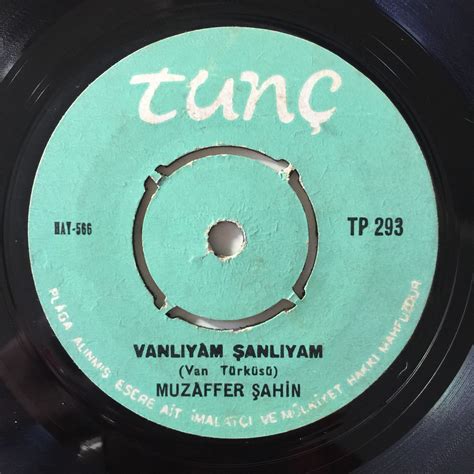 tunç
HAY-566
TP 293
VANLIYAM ŞANLIYAM
(Van Türküsü)
MUZAFFER ŞAHİN
PLÂĞA ALINMIŞ ESERE AİT İMALATÇI VE MÜLKİYET HAKKI MAHFUZDUR